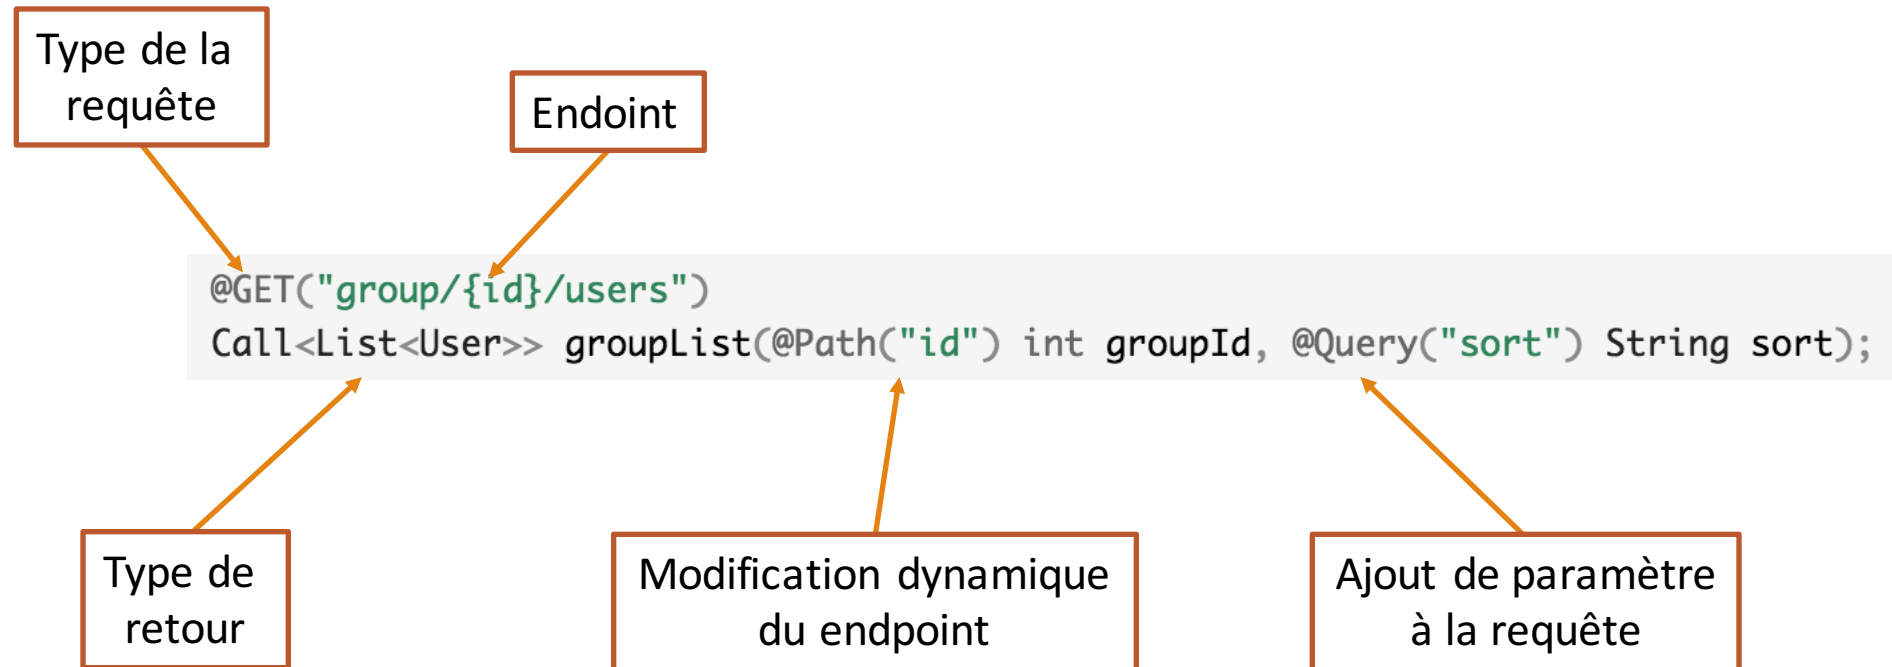 Type de la
requête
Endoint
@GET("group/{id}/users")
Call<List<User>> groupList(@Path("id") int groupId, @Query("sort") String sort);
Type de
retour
Modification dynamique
du endpoint
Ajout de paramètre
à la requête